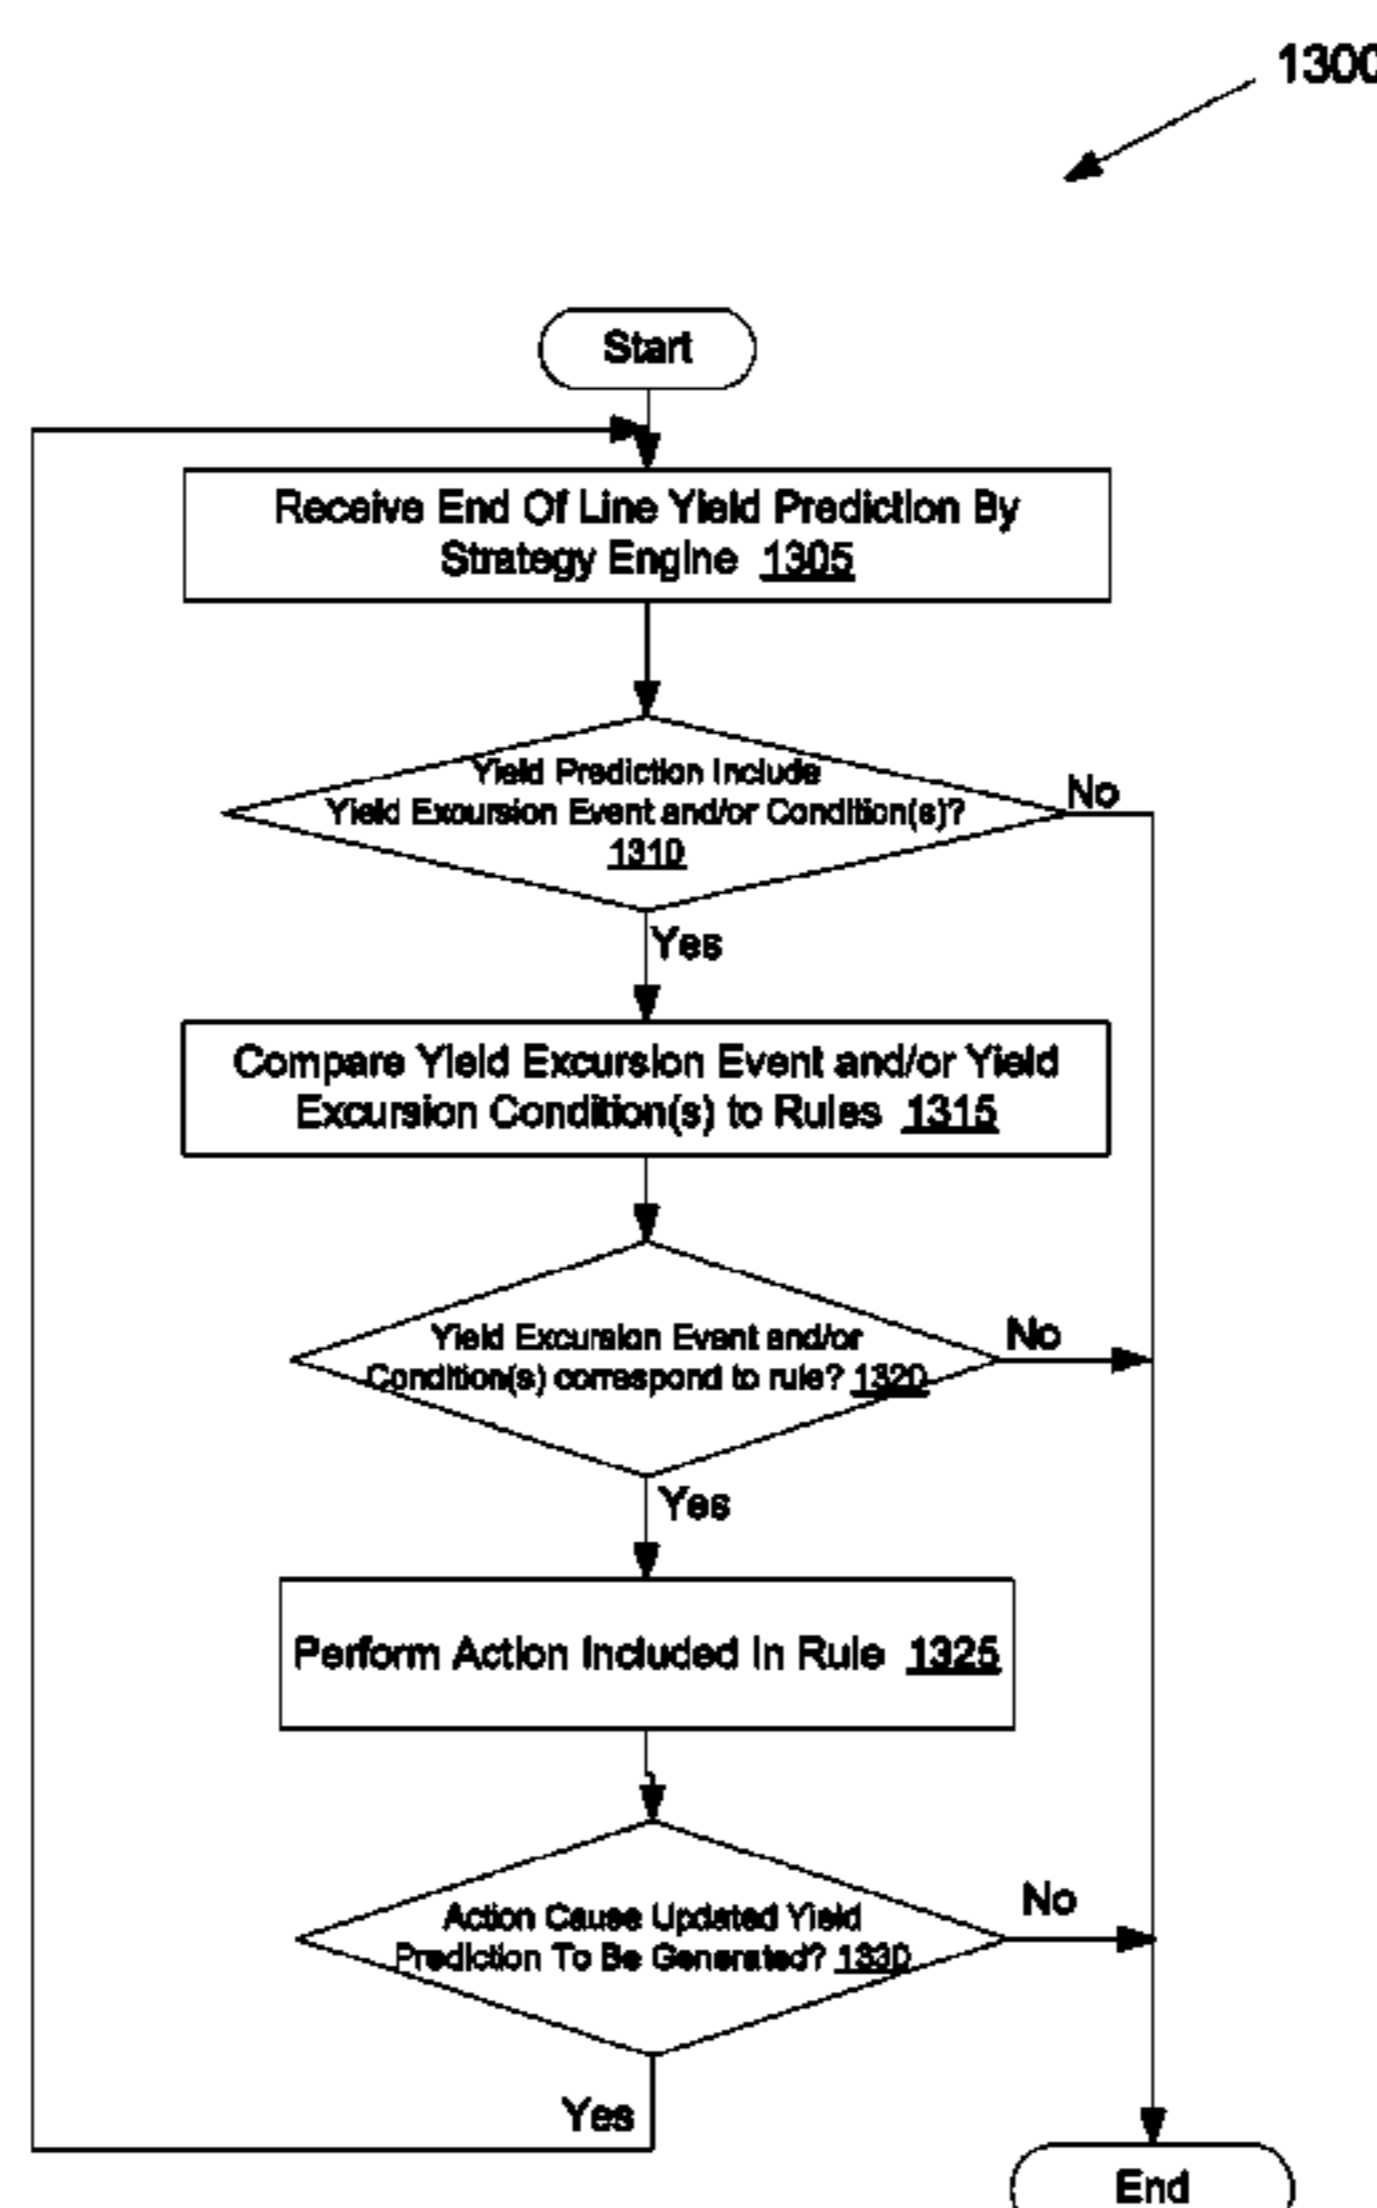 1300
Start
Receive End Of Line Yield Prediction By
Strategy Engine 1305
Yield Prediction Include
Yield Excursion Event and/or Condition(s)?
1310
No
Yes
Compare Yield Excursion Event and/or Yield
Excursion Condition(s) to Rules 1315
Yield Excursion Event and/or
Condition(s) correspond to rule? 1320
No
Yes
Perform Action Included In Rule 1325
Action Cause Updated Yield
Prediction To Be Generated? 1330
No
Yes
End